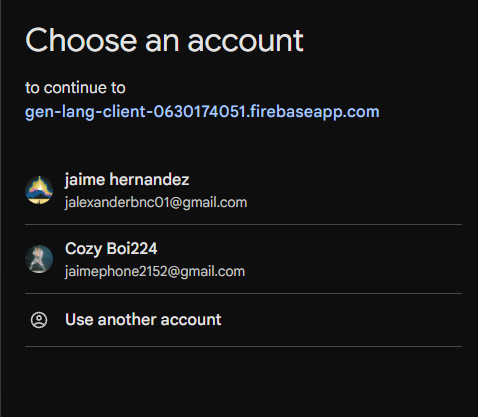 Choose an account
to continue to
gen-lang-client-0630174051.firebaseapp.com
jaime hernandez
jalexanderbnc01@gmail.com
Cozy Boi224
jaimephone2152@gmail.com
Use another account